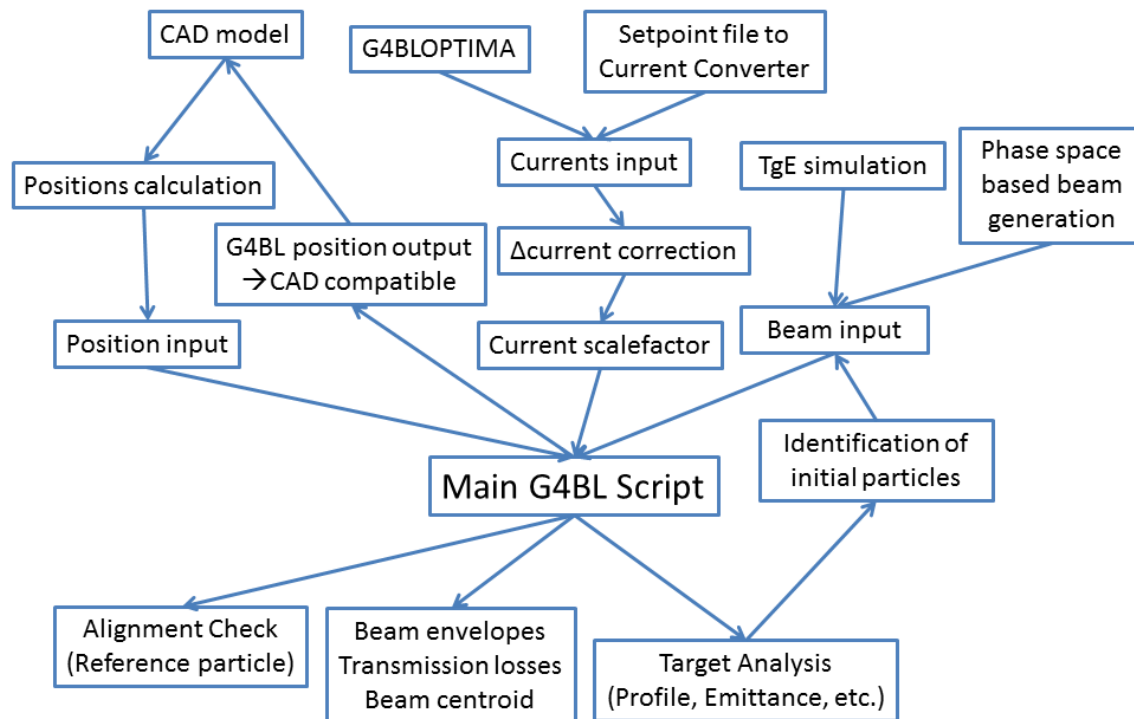 CAD model
G4BLOPTIMA
Setpoint file to
Current Converter
Positions calculation
Currents input
TgE simulation
Phase space
based beam
generation
G4BL position output
→CAD compatible
Δcurrent correction
Position input
Current scalefactor
Beam input
Main G4BL Script
Identification of
initial particles
Alignment Check
(Reference particle)
Beam envelopes
Transmission losses
Beam centroid
Target Analysis
(Profile, Emittance, etc.)